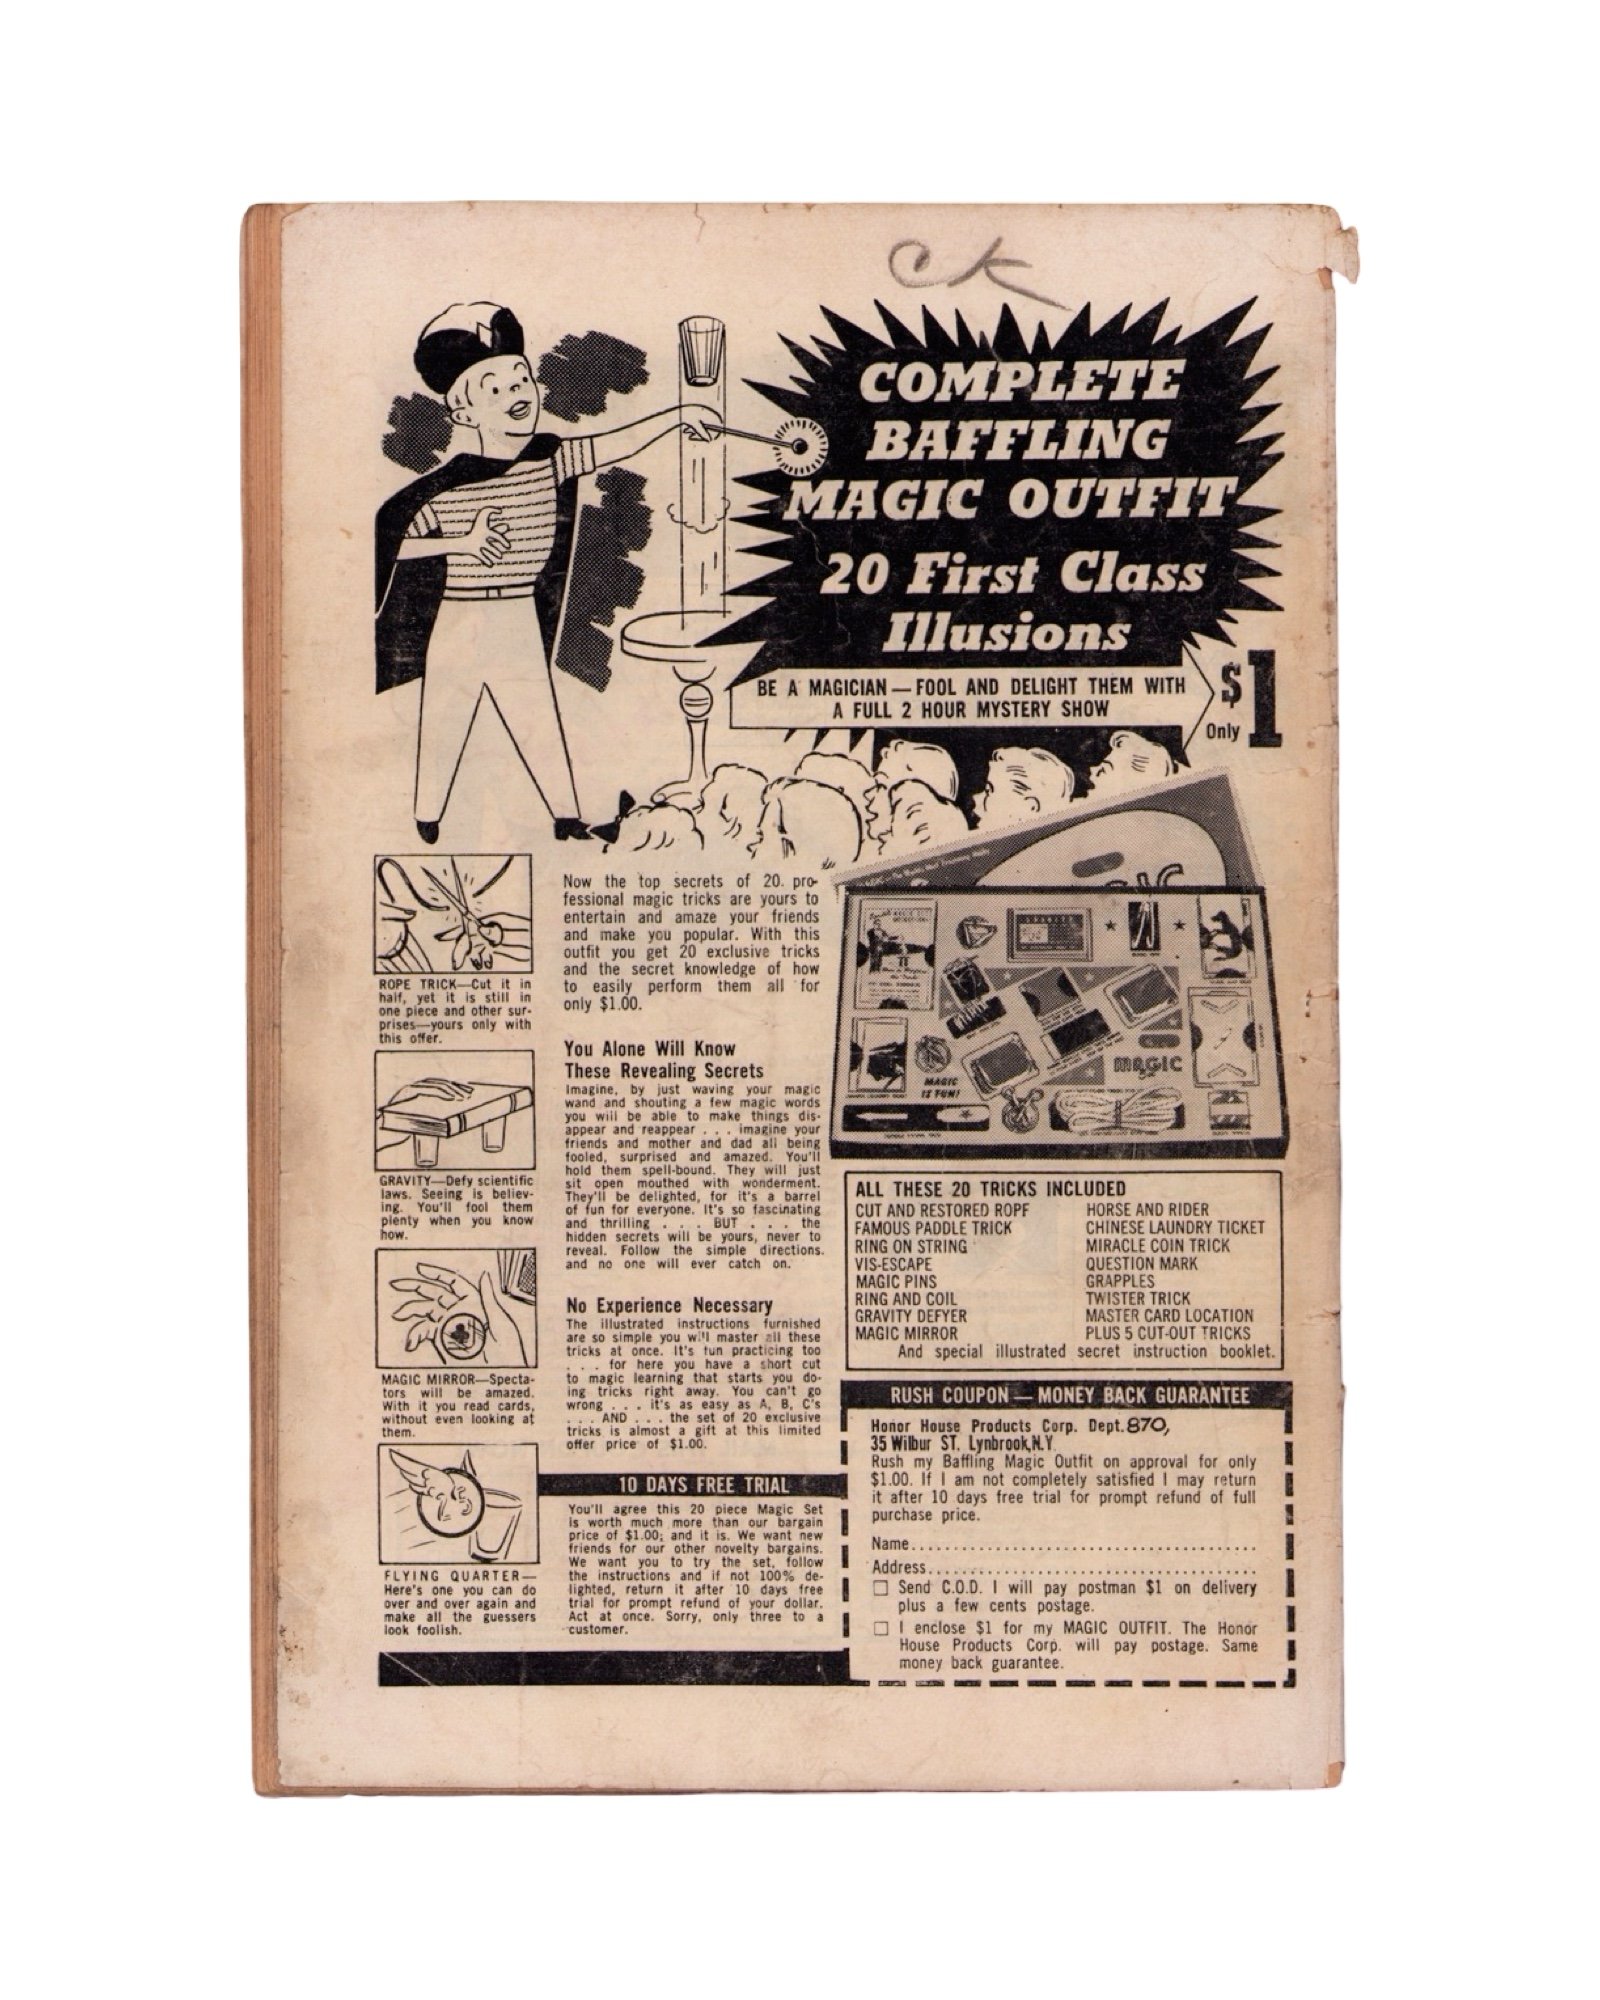 CK
COMPLETE
BAFFLING
MAGIC OUTFIT
20 First Class
Illusions
BE A MAGICIAN — FOOL AND DELIGHT THEM WITH
A FULL 2 HOUR MYSTERY SHOW
Only $1
ROPE TRICK—Cut it in
half, yet it is still in
one piece and other sur-
prises—yours only with
this offer.
GRAVITY—Defy scientific
laws. Seeing is believ-
ing. You'll fool them
plenty when you know
how.
MAGIC MIRROR—Specta-
tors will be amazed.
With it you read cards,
without even looking at
them.
FLYING QUARTER—
Here's one you can do
over and over again and
make all the guessers
look foolish.
Now the top secrets of 20. pro-
fessional magic tricks are yours to
entertain and amaze your friends
and make you popular. With this
outfit you get 20 exclusive tricks
and the secret knowledge of how
to easily perform them all for
only $1.00.
You Alone Will Know
These Revealing Secrets
Imagine, by just waving your magic
wand and shouting a few magic words
you will be able to make things dis-
appear and reappear . . . imagine your
friends and mother and dad all being
fooled, surprised and amazed. You'll
hold them spell-bound. They will just
sit open mouthed with wonderment.
They'll be delighted, for it's a barrel
of fun for everyone. It's so fascinating
and thrilling . . . . BUT . . . . the
hidden secrets will be yours, never to
reveal. Follow the simple directions.
and no one will ever catch on.
No Experience Necessary
The illustrated instructions furnished
are so simple you will master all these
tricks at once. It's fun practicing too
. . . . for here you have a short cut
to magic learning that starts you do-
ing tricks right away. You can't go
wrong . . . it's as easy as A, B, C's
. . . . AND . . . . the set of 20 exclusive
tricks is almost a gift at this limited
offer price of $1.00.
10 DAYS FREE TRIAL
You'll agree this 20 piece Magic Set
is worth much more than our bargain
price of $1.00; and it is. We want new
friends for our other novelty bargains.
We want you to try the set, follow
the instructions and if not 100% de-
lighted, return it after 10 days free
trial for prompt refund of your dollar.
Act at once. Sorry, only three to a
customer.
MAGIC
IS FUN!
MAGIC
ALL THESE 20 TRICKS INCLUDED
CUT AND RESTORED ROPE
FAMOUS PADDLE TRICK
RING ON STRING
VIS-ESCAPE
MAGIC PINS
RING AND COIL
GRAVITY DEFYER
MAGIC MIRROR
HORSE AND RIDER
CHINESE LAUNDRY TICKET
MIRACLE COIN TRICK
QUESTION MARK
GRAPPLES
TWISTER TRICK
MASTER CARD LOCATION
PLUS 5 CUT-OUT TRICKS
And special illustrated secret instruction booklet.
RUSH COUPON — MONEY BACK GUARANTEE
Honor House Products Corp. Dept. 870,
35 Wilbur ST. Lynbrook,N.Y.
Rush my Baffling Magic Outfit on approval for only
$1.00. If I am not completely satisfied I may return
it after 10 days free trial for prompt refund of full
purchase price.
Name
Address
☐ Send C.O.D. I will pay postman $1 on delivery
plus a few cents postage.
☐ I enclose $1 for my MAGIC OUTFIT. The Honor
House Products Corp. will pay postage. Same
money back guarantee.